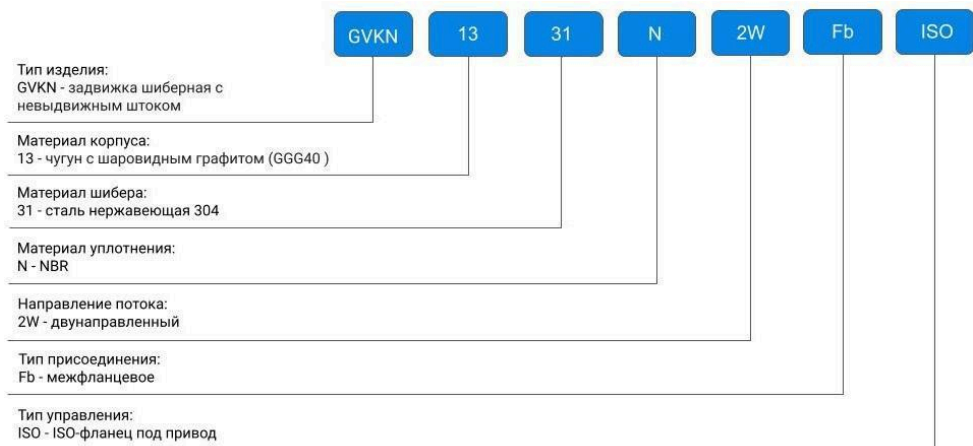 GVKN 13 31 N 2W Fb ISO
Тип изделия:
GVKN - задвижка шиберная с
невыдвижным штоком
Материал корпуса:
13 - чугун с шаровидным графитом (GGG40 )
Материал шибера:
31 - сталь нержавеющая 304
Материал уплотнения:
N - NBR
Направление потока:
2W - двунаправленный
Тип присоединения:
Fb - межфланцевое
Тип управления:
ISO - ISO-фланец под привод